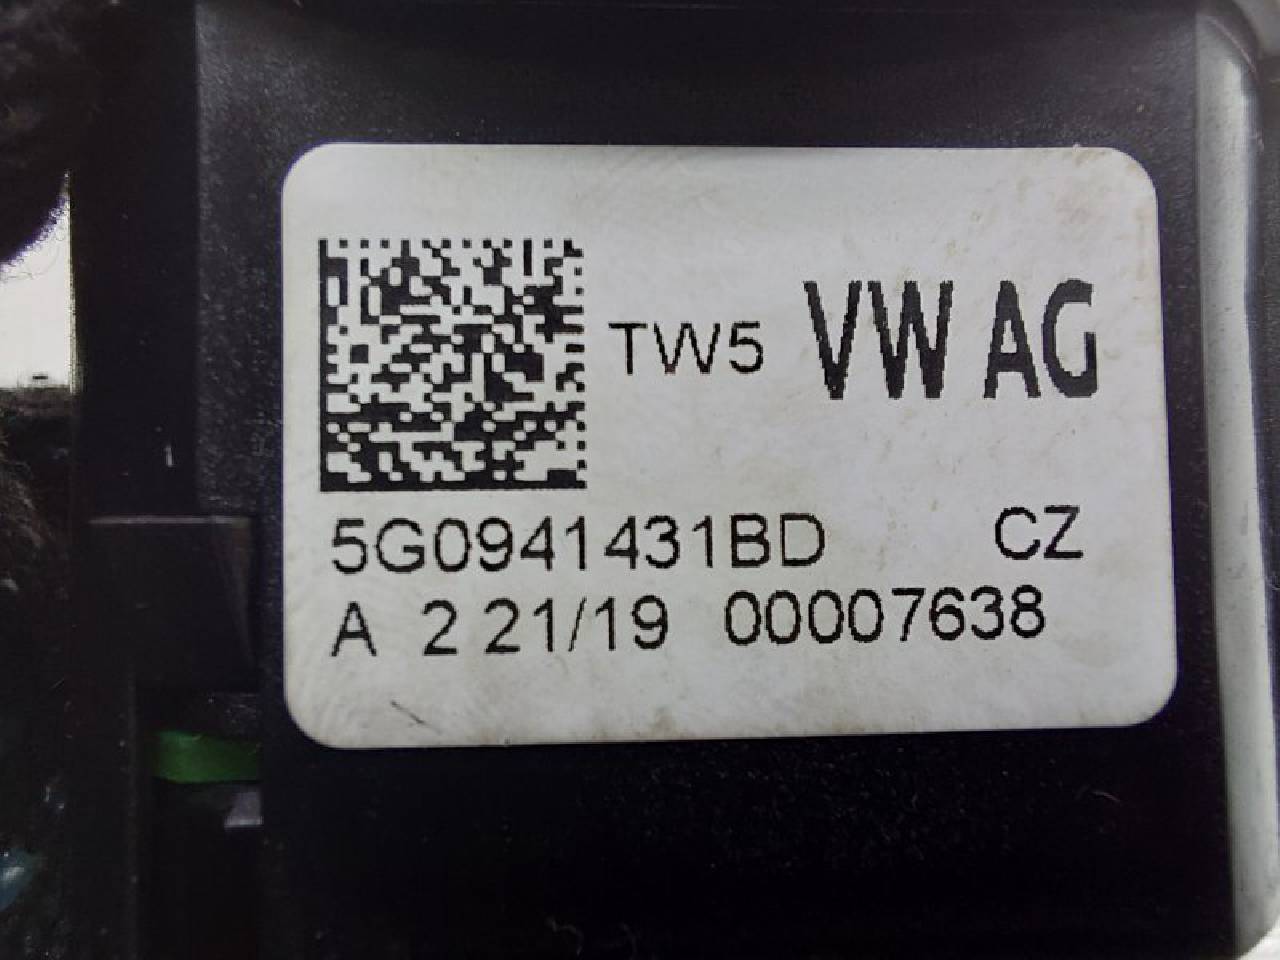 TW5 VW AG
5G0941431BD CZ
A 2 21/19 00007638